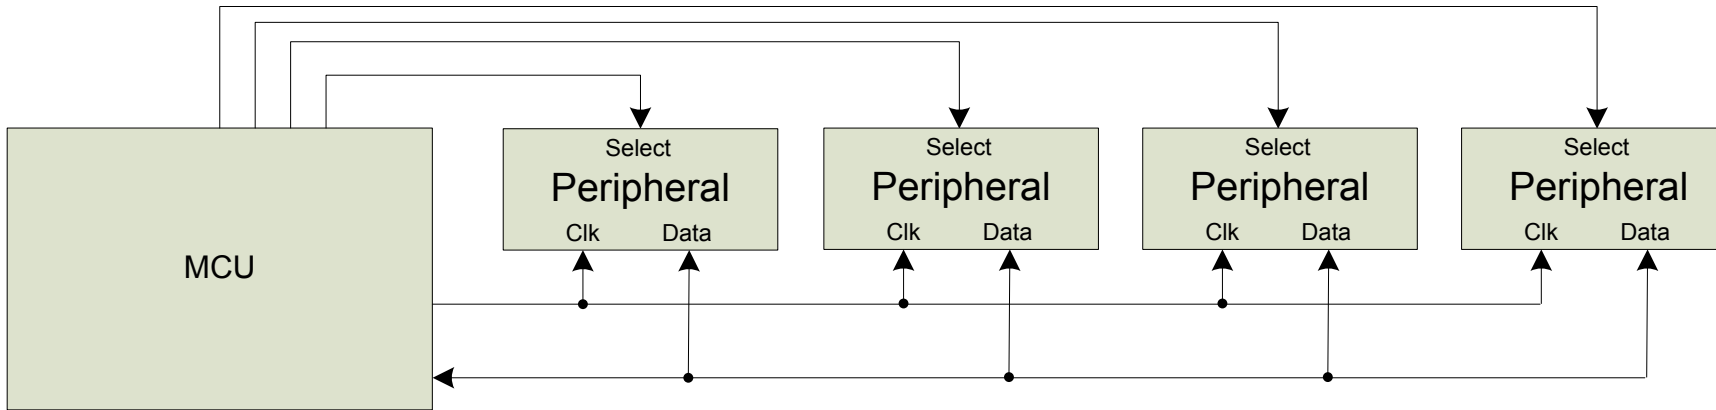 MCU
Select
Peripheral
Clk Data
Select
Peripheral
Clk Data
Select
Peripheral
Clk Data
Select
Peripheral
Clk Data